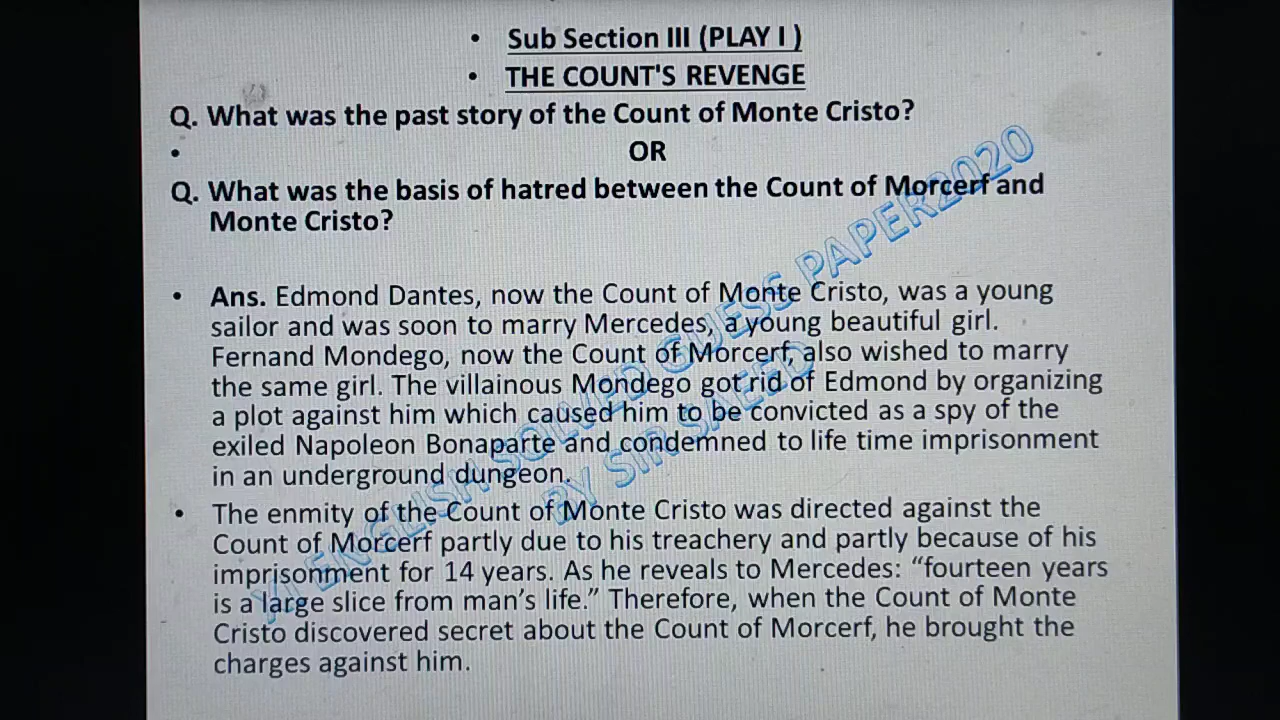 • Sub Section III (PLAY I )
• THE COUNT'S REVENGE
Q. What was the past story of the Count of Monte Cristo?
• OR
Q. What was the basis of hatred between the Count of Morcerf and
Monte Cristo?
• Ans. Edmond Dantes, now the Count of Monte Cristo, was a young
sailor and was soon to marry Mercedes, a young beautiful girl.
Fernand Mondego, now the Count of Morcerf, also wished to marry
the same girl. The villainous Mondego got rid of Edmond by organizing
a plot against him which caused him to be convicted as a spy of the
exiled Napoleon Bonaparte and condemned to life time imprisonment
in an underground dungeon.
• The enmity of the Count of Monte Cristo was directed against the
Count of Morcerf partly due to his treachery and partly because of his
imprisonment for 14 years. As he reveals to Mercedes: “fourteen years
is a large slice from man’s life.” Therefore, when the Count of Monte
Cristo discovered secret about the Count of Morcerf, he brought the
charges against him.
XI ENGLISH SOLVED GUESS PAPER2020
BY SIR SAEED